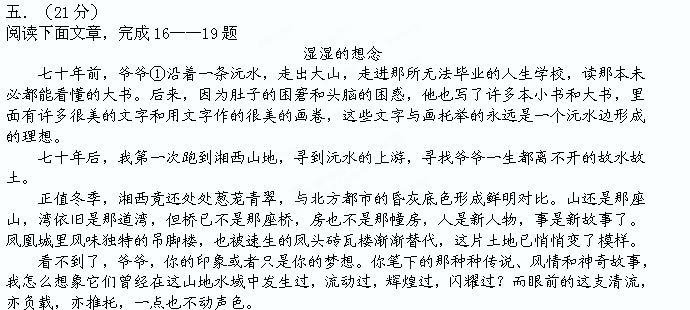 五．（21分）
阅读下面文章，完成16——19题
湿湿的想念
七十年前，爷爷①沿着一条沅水，走出大山，走进那所无法毕业的人生学校，读那本未
必都能看懂的大书。后来，因为肚子的困窘和头脑的困惑，他也写了许多本小书和大书，里
面有许多很美的文字和用文字作的很美的画卷，这些文字与画托举的永远是一个沅水边形成
的理想。
七十年后，我第一次跑到湘西山地，寻到沅水的上游，寻找爷爷一生都离不开的故水故
土。
正值冬季，湘西竟还处处葱茏青翠，与北方都市的昏灰底色形成鲜明对比。山还是那座
山，湾依旧是那道湾，但桥已不是那座桥，房也不是那幢房，人是新人物，事是新故事了。
凤凰城里风味独特的吊脚楼，也被速生的凤头砖瓦楼渐渐替代，这片土地已悄悄变了模样。
看不到了，爷爷，你的印象或者只是你的梦想。你笔下的那种种传说、风情和神奇故事，
我怎么想象它们曾经在这山地水域中发生过，流动过，辉煌过，闪耀过？而眼前的这支清流，
亦负载，亦推托，一点也不动声色。